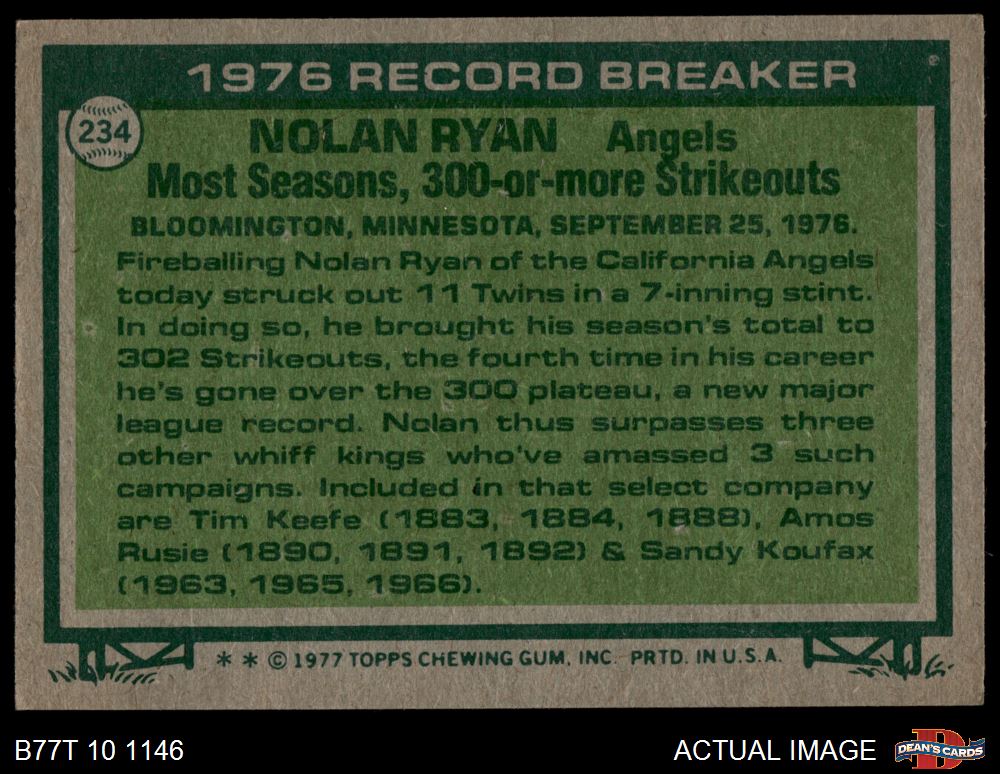 1976 RECORD BREAKER
234
NOLAN RYAN Angels
Most Seasons, 300-or-more Strikeouts
BLOOMINGTON, MINNESOTA, SEPTEMBER 25, 1976.
Fireballing Nolan Ryan of the California Angels
today struck out 11 Twins in a 7-inning stint.
In doing so, he brought his season's total to
302 Strikeouts, the fourth time in his career
he's gone over the 300 plateau, a new major
league record. Nolan thus surpasses three
other whiff kings who've amassed 3 such
campaigns. Included in that select company
are Tim Keefe (1883, 1884, 1888), Amos
Rusie (1890, 1891, 1892) & Sandy Koufax
(1963, 1965, 1966).
* * © 1977 TOPPS CHEWING GUM, INC. PRTD. IN U.S.A.
B77T 10 1146
ACTUAL IMAGE
D
DEAN'S CARDS